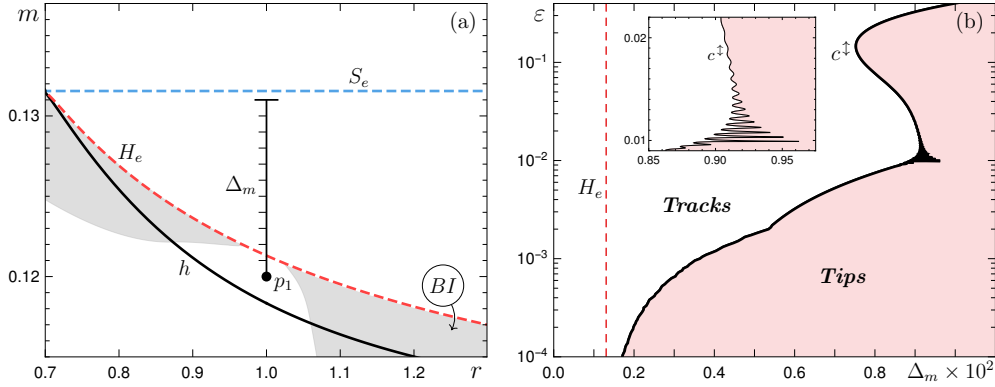 m
(a)
S_e
0.13
H_e
Δ_m
h
p_1
0.12
BI
0.7 0.8 0.9 1.0 1.1 1.2 r
ε
(b)
0.02
c^↕
0.01
0.85 0.90 0.95
c^↕
10^{-1}
10^{-2}
H_e
Tracks
10^{-3}
Tips
10^{-4}
0.0 0.2 0.4 0.6 0.8 Δ_m × 10^2